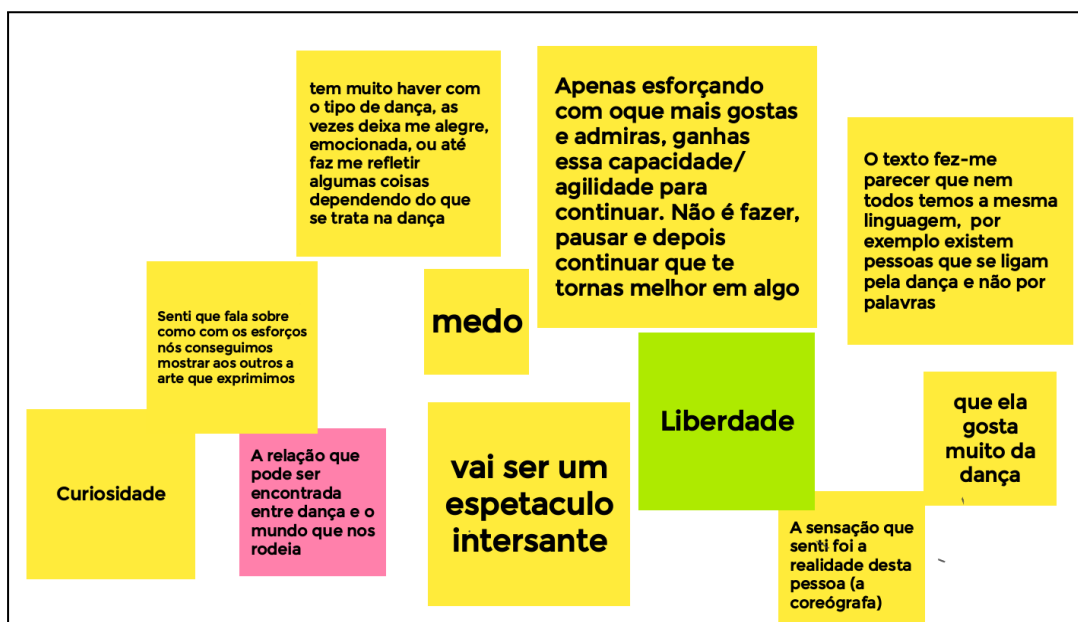 tem muito haver com
o tipo de dança, as
vezes deixa me alegre,
emocionada, ou até
faz me refletir
algumas coisas
dependendo do que
se trata na dança
Apenas esforçando
com oque mais gostas
e admiras, ganhas
essa capacidade/
agilidade para
continuar. Não é fazer,
pausar e depois
continuar que te
tornas melhor em algo
O texto fez-me
parecer que nem
todos temos a mesma
linguagem, por
exemplo existem
pessoas que se ligam
pela dança e não por
palavras
Senti que fala sobre
como com os esforços
nós conseguimos
mostrar aos outros a
arte que exprimimos
medo
Liberdade
que ela
gosta
muito da
dança
Curiosidade
A relação que
pode ser
encontrada
entre dança e o
mundo que nos
rodeia
vai ser um
espetaculo
intersante
A sensação que
senti foi a
realidade desta
pessoa (a
coreógrafa)